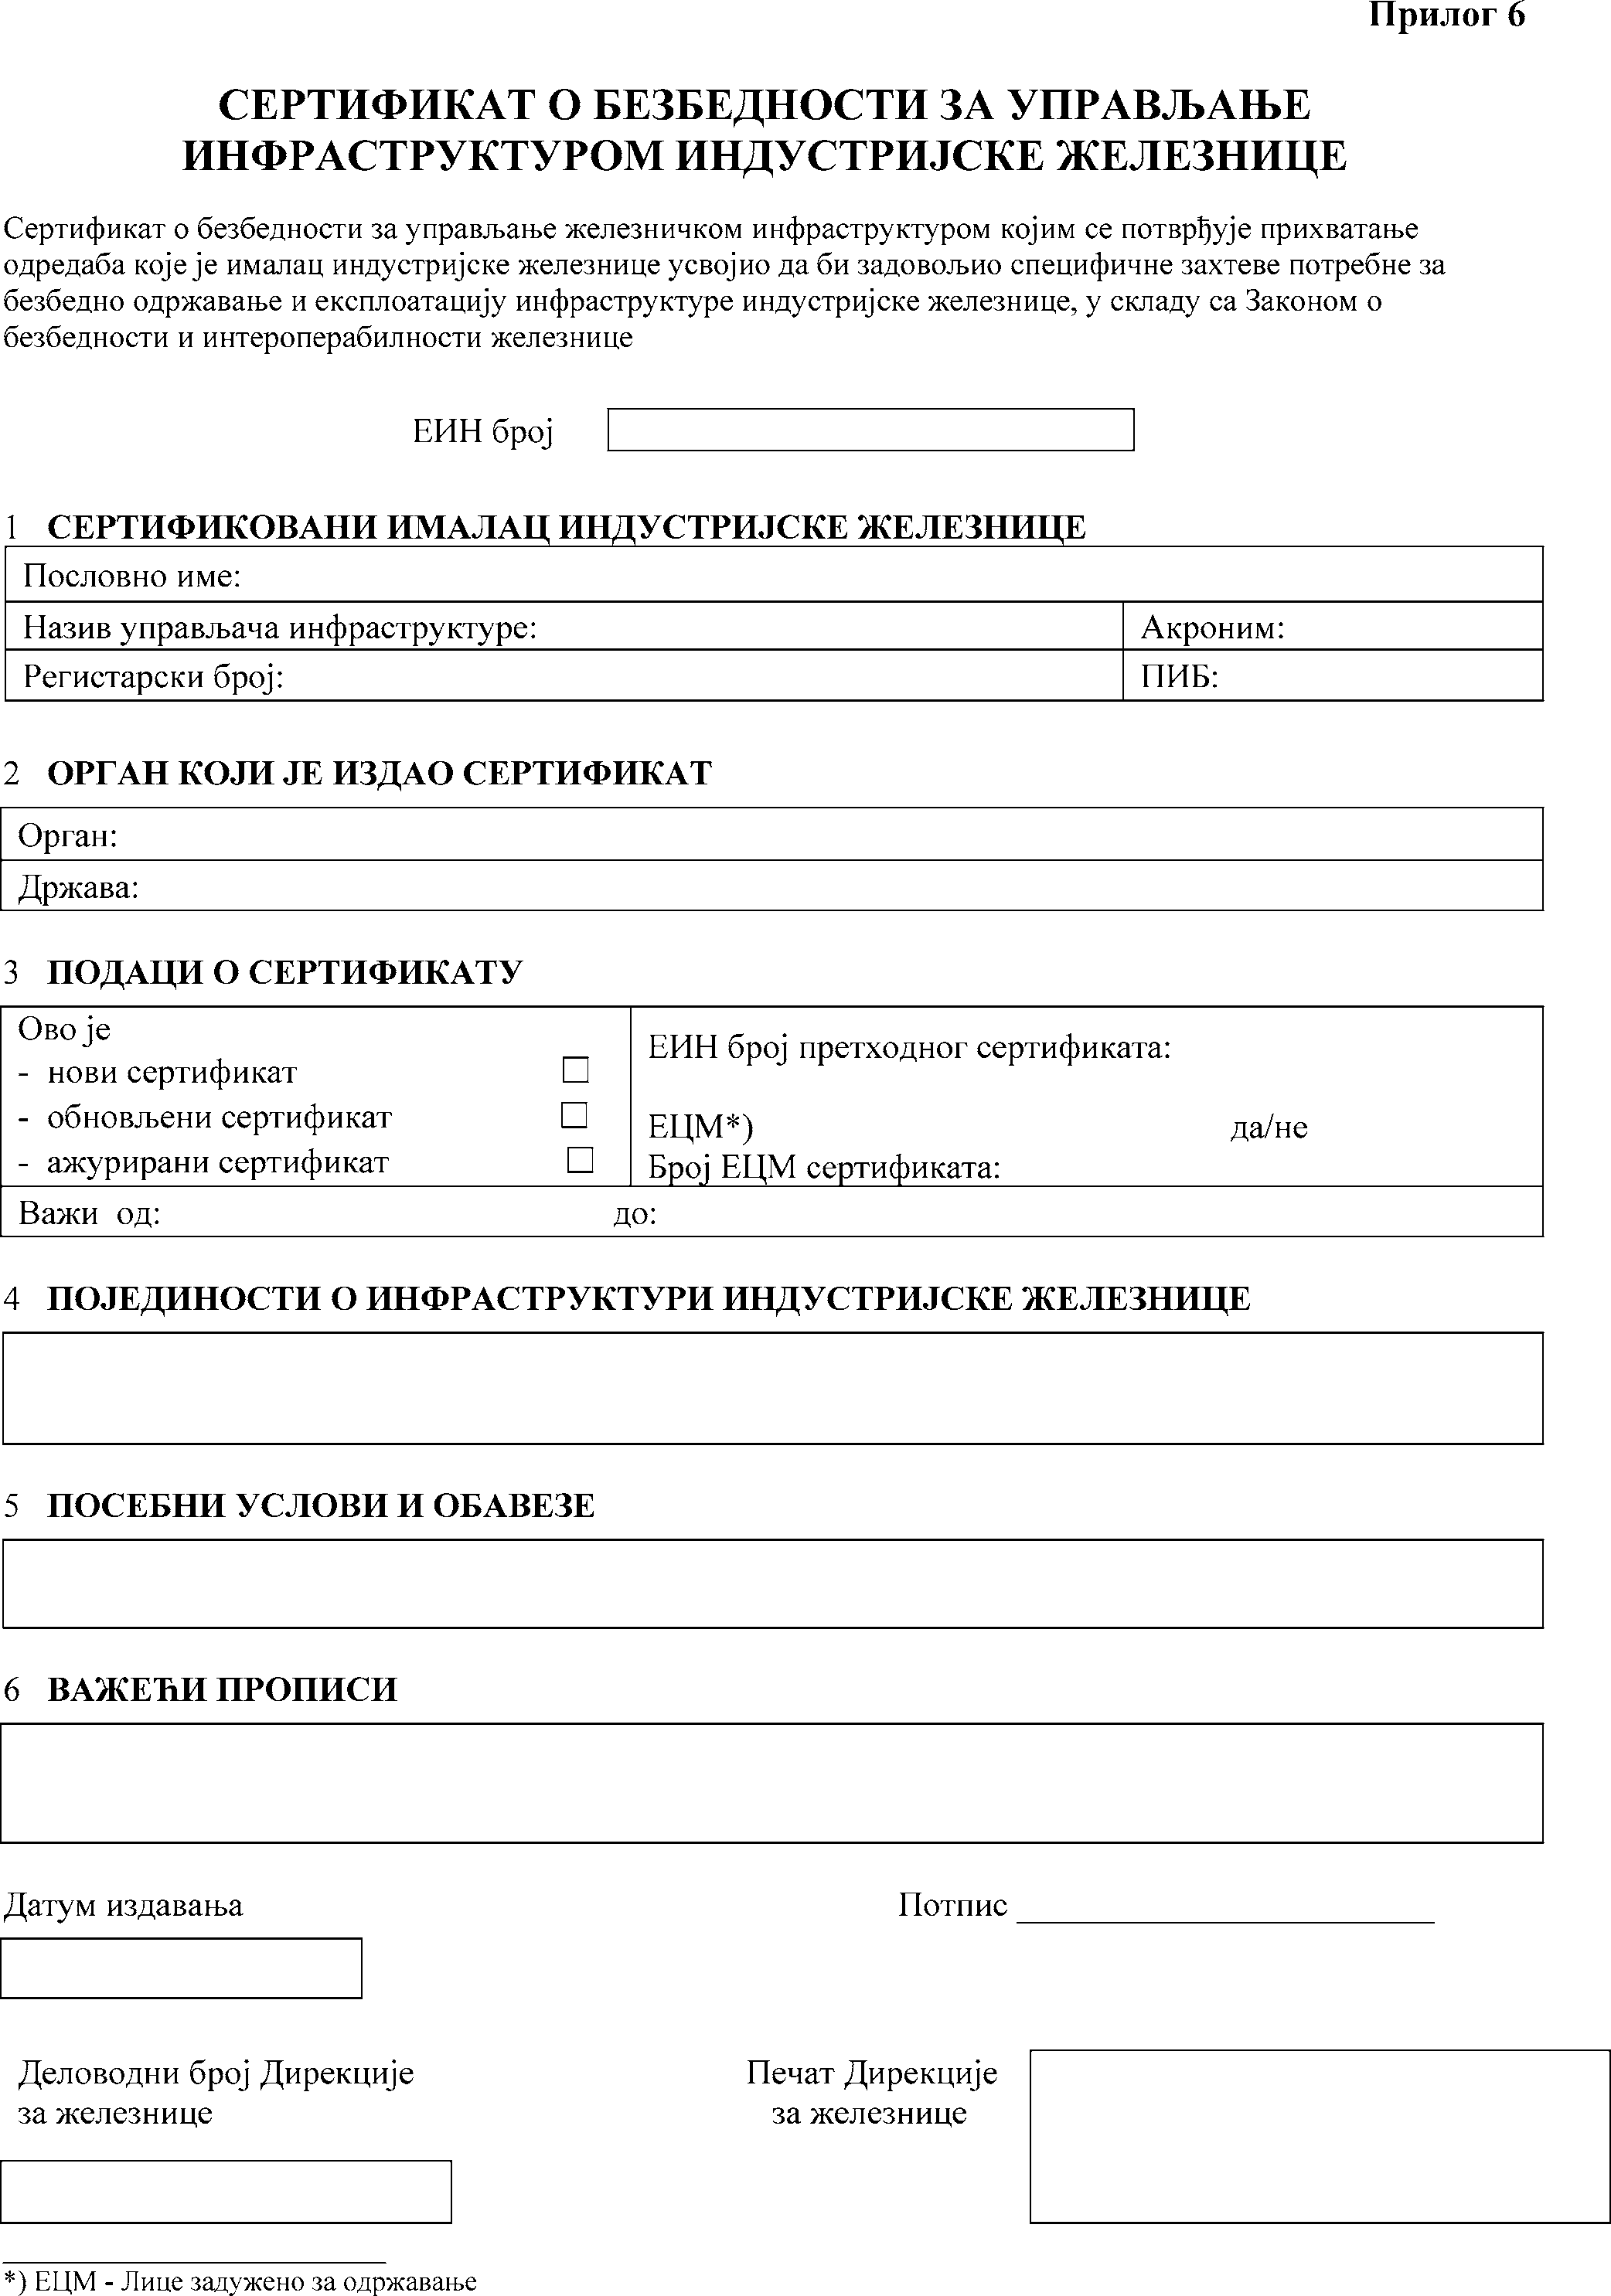 Прилог 6
СЕРТИФИКАТ О БЕЗБЕДНОСТИ ЗА УПРАВЉАЊЕ
ИНФРАСТРУКТУРОМ ИНДУСТРИЈСКЕ ЖЕЛЕЗНИЦЕ
Сертификат о безбедности за управљање железничком инфраструктуром којим се потврђује прихватање
одредаба које је ималац индустријске железнице усвојио да би задовољио специфичне захтеве потребне за
безбедно одржавање и експлоатацију инфраструктуре индустријске железнице, у складу са Законом о
безбедности и интероперабилности железнице
ЕИН број
1 СЕРТИФИКОВАНИ ИМАЛАЦ ИНДУСТРИЈСКЕ ЖЕЛЕЗНИЦЕ
Пословно име:
Назив управљача инфраструктуре: Акроним:
Регистарски број: ПИБ:
2 ОРГАН КОЈИ ЈЕ ИЗДАО СЕРТИФИКАТ
Орган:
Држава:
3 ПОДАЦИ О СЕРТИФИКАТУ
Ово је
- нови сертификат
- обновљени сертификат
- ажурирани сертификат
ЕИН број претходног сертификата:
ЕЦМ*) да/не
Број ЕЦМ сертификата:
Важи од: до:
4 ПОЈЕДИНОСТИ О ИНФРАСТРУКТУРИ ИНДУСТРИЈСКЕ ЖЕЛЕЗНИЦЕ
5 ПОСЕБНИ УСЛОВИ И ОБАВЕЗЕ
6 ВАЖЕЋИ ПРОПИСИ
Датум издавања Потпис
Деловодни број Дирекције
за железнице
Печат Дирекције
за железнице
*) ЕЦМ - Лице задужено за одржавање